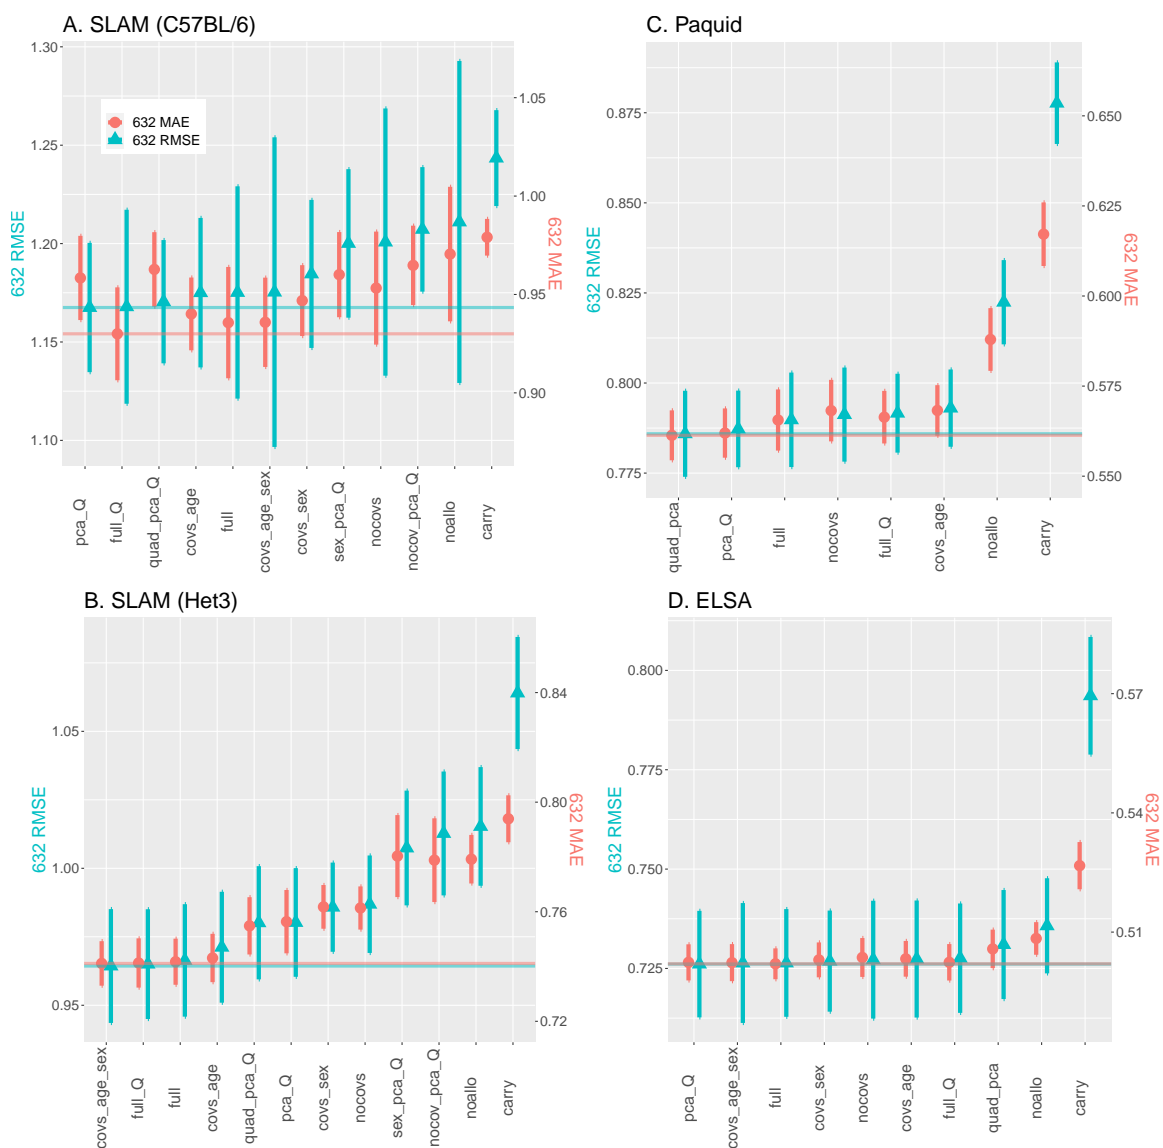 A. SLAM (C57BL/6)
1.30
1.25
1.20
1.15
1.10
632 RMSE
632 MAE
632 RMSE
1.05
1.00
0.95
0.90
632 MAE
pca_Q
full_Q
quad_pca_Q
covs_age
full
covs_age_sex
covs_sex
sex_pca_Q
nocovs
nocov_pca_Q
noallo
carry
C. Paquid
0.875
0.850
0.825
0.800
0.775
632 RMSE
0.650
0.625
0.600
0.575
0.550
632 MAE
quad_pca
pca_Q
full
nocovs
full_Q
covs_age
noallo
carry
B. SLAM (Het3)
1.05
1.00
0.95
632 RMSE
0.84
0.80
0.76
0.72
632 MAE
covs_age_sex
full_Q
full
covs_age
quad_pca_Q
pca_Q
covs_sex
nocovs
sex_pca_Q
nocov_pca_Q
noallo
carry
D. ELSA
0.800
0.775
0.750
0.725
632 RMSE
0.57
0.54
0.51
632 MAE
pca_Q
covs_age_sex
full
covs_sex
nocovs
covs_age
full_Q
quad_pca
noallo
carry